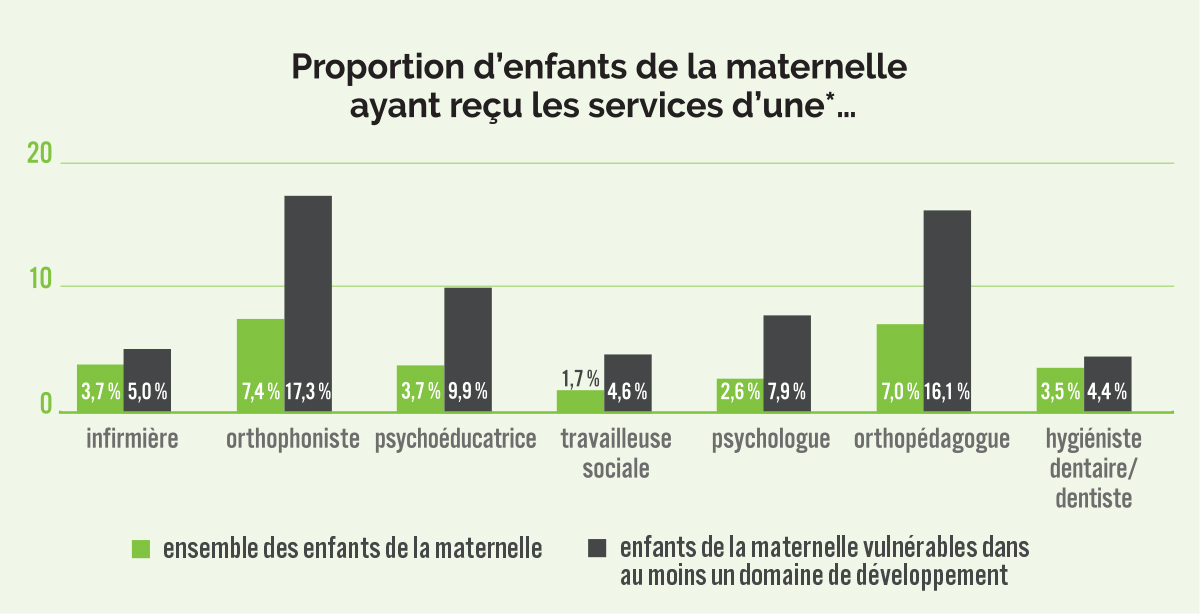 Proportion d’enfants de la maternelle
ayant reçu les services d’une*…
20
10
0
3,7 %
5,0 %
7,4 %
17,3 %
3,7 %
9,9 %
1,7 %
4,6 %
2,6 %
7,9 %
7,0 %
16,1 %
3,5 %
4,4 %
infirmière
orthophoniste
psychoéducatrice
travailleuse
sociale
psychologue
orthopédagogue
hygiéniste
dentaire/
dentiste
ensemble des enfants de la maternelle
enfants de la maternelle vulnérables dans
au moins un domaine de développement